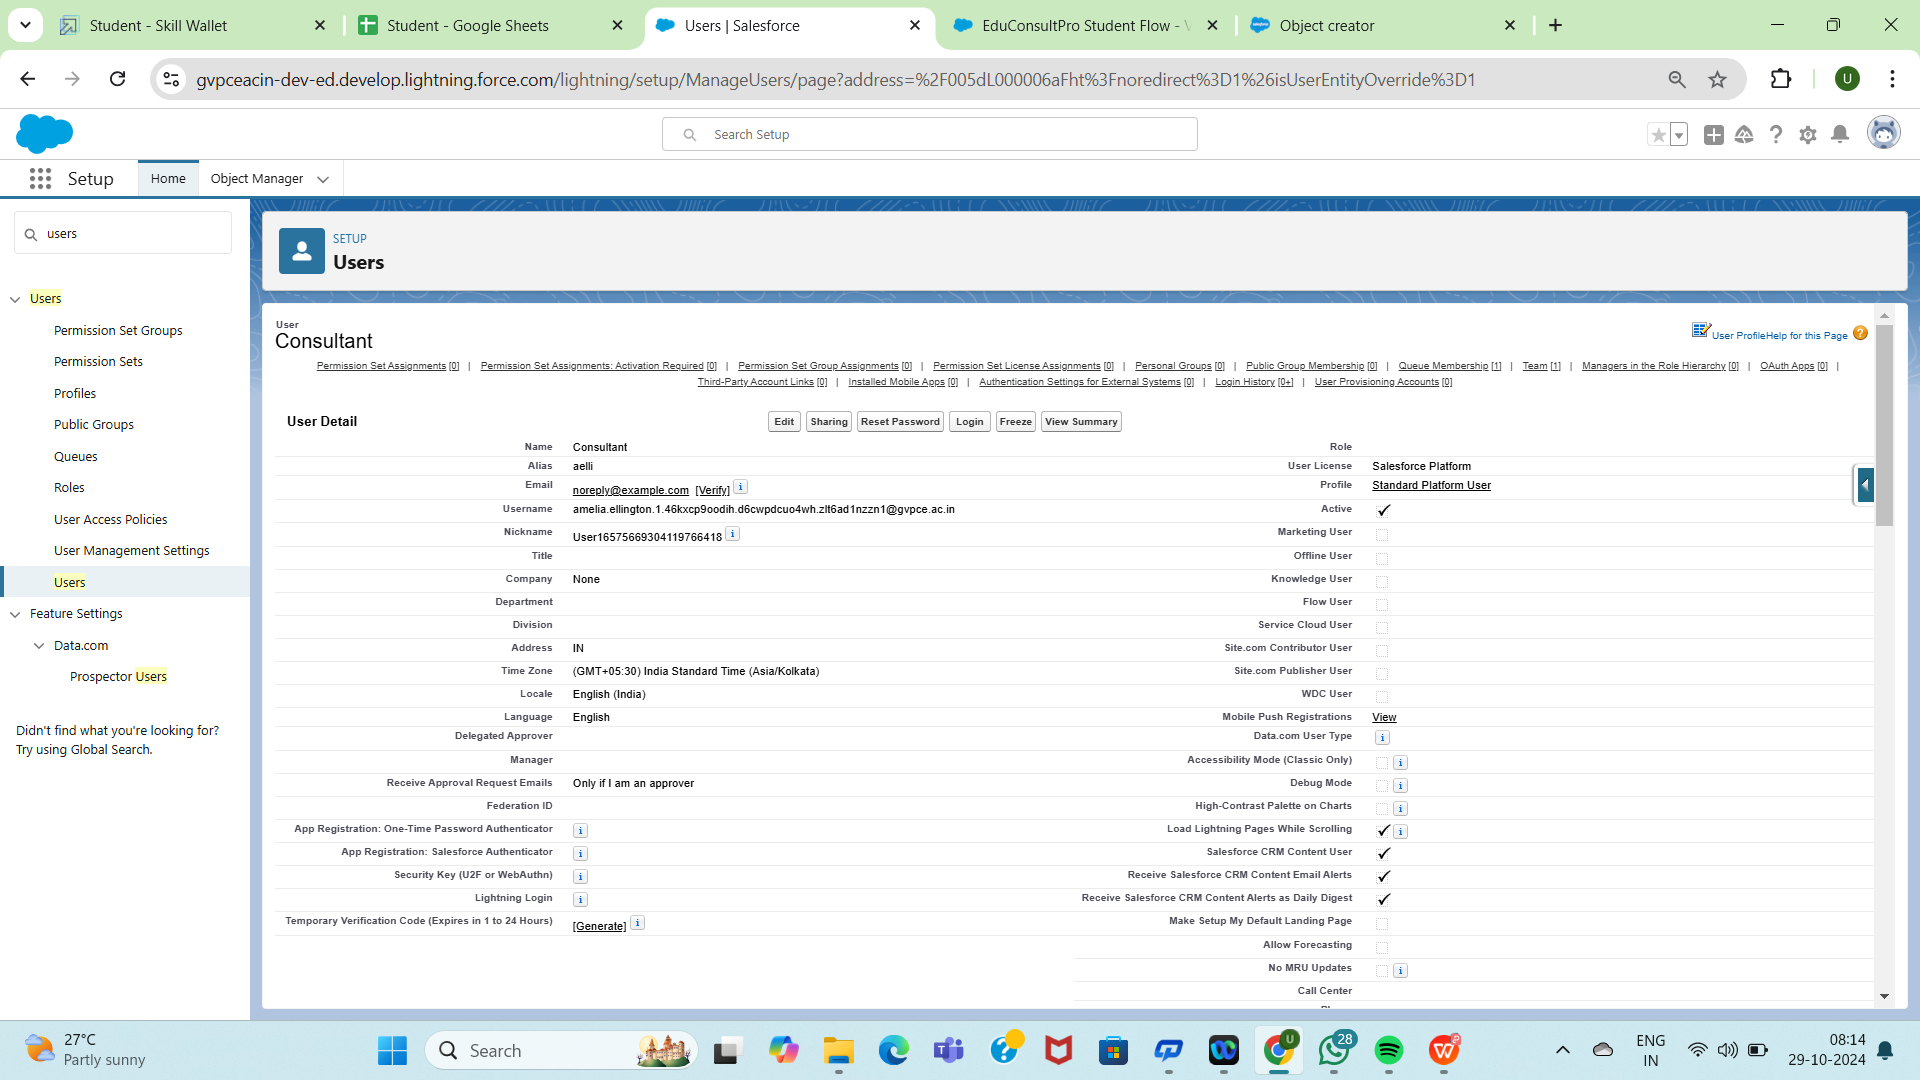 Student - Skill Wallet
Student - Google Sheets
Users | Salesforce
EduConsultPro Student Flow - V
Object creator
gvpceacin-dev-ed.develop.lightning.force.com/lightning/setup/ManageUsers/page?address=%2F005dL000006aFht%3Fnoredirect%3D1%26isUserEntityOverride%3D1
U
Search Setup
Setup
Home
Object Manager
users
Users
Permission Set Groups
Permission Sets
Profiles
Public Groups
Queues
Roles
User Access Policies
User Management Settings
Users
Feature Settings
Data.com
Prospector Users
Didn't find what you're looking for?
Try using Global Search.
SETUP
Users
User
Consultant
User Profile Help for this Page
Permission Set Assignments [0] | Permission Set Assignments: Activation Required [0] | Permission Set Group Assignments [0] | Permission Set License Assignments [0] | Personal Groups [0] | Public Group Membership [0] | Queue Membership [1] | Team [1] | Managers in the Role Hierarchy [0] | OAuth Apps [0] |
Third-Party Account Links [0] | Installed Mobile Apps [0] | Authentication Settings for External Systems [0] | Login History [0+] | User Provisioning Accounts [0]
User Detail
Edit Sharing Reset Password Login Freeze View Summary
Name Consultant
Alias aelli
Email noreply@example.com [Verify] i
Username amelia.ellington.1.46kxcp9oodih.d6cwpdcuo4wh.zlt6ad1nzzn1@gvpce.ac.in
Nickname User16575669304119766418 i
Title
Company None
Department
Division
Address IN
Time Zone (GMT+05:30) India Standard Time (Asia/Kolkata)
Locale English (India)
Language English
Delegated Approver
Manager
Receive Approval Request Emails Only if I am an approver
Federation ID
App Registration: One-Time Password Authenticator i
App Registration: Salesforce Authenticator i
Security Key (U2F or WebAuthn) i
Lightning Login i
Temporary Verification Code (Expires in 1 to 24 Hours) [Generate] i
Role
User License Salesforce Platform
Profile Standard Platform User
Active
Marketing User
Offline User
Knowledge User
Flow User
Service Cloud User
Site.com Contributor User
Site.com Publisher User
WDC User
Mobile Push Registrations View
Data.com User Type i
Accessibility Mode (Classic Only) i
Debug Mode i
High-Contrast Palette on Charts i
Load Lightning Pages While Scrolling i
Salesforce CRM Content User
Receive Salesforce CRM Content Email Alerts
Receive Salesforce CRM Content Alerts as Daily Digest
Make Setup My Default Landing Page
Allow Forecasting
No MRU Updates i
Call Center
27°C
Partly sunny
Search
28
ENG
IN
08:14
29-10-2024